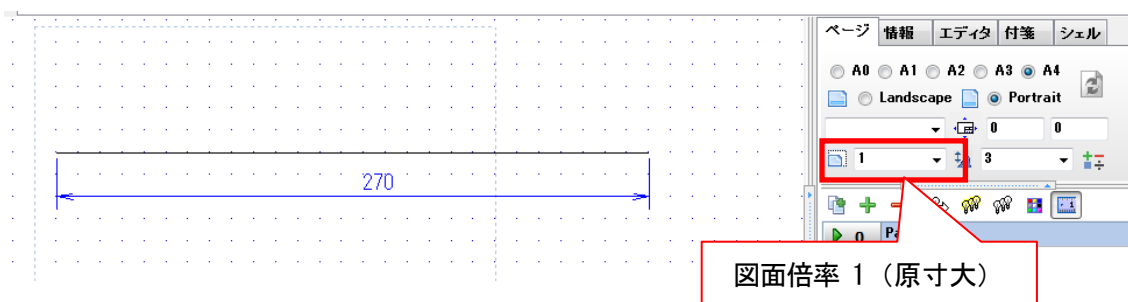 ページ 情報 エディタ 付箋 シェル
A0 A1 A2 A3 A4
Landscape Portrait
0 0
1 3
270
0 Pa
図面倍率 1（原寸大）